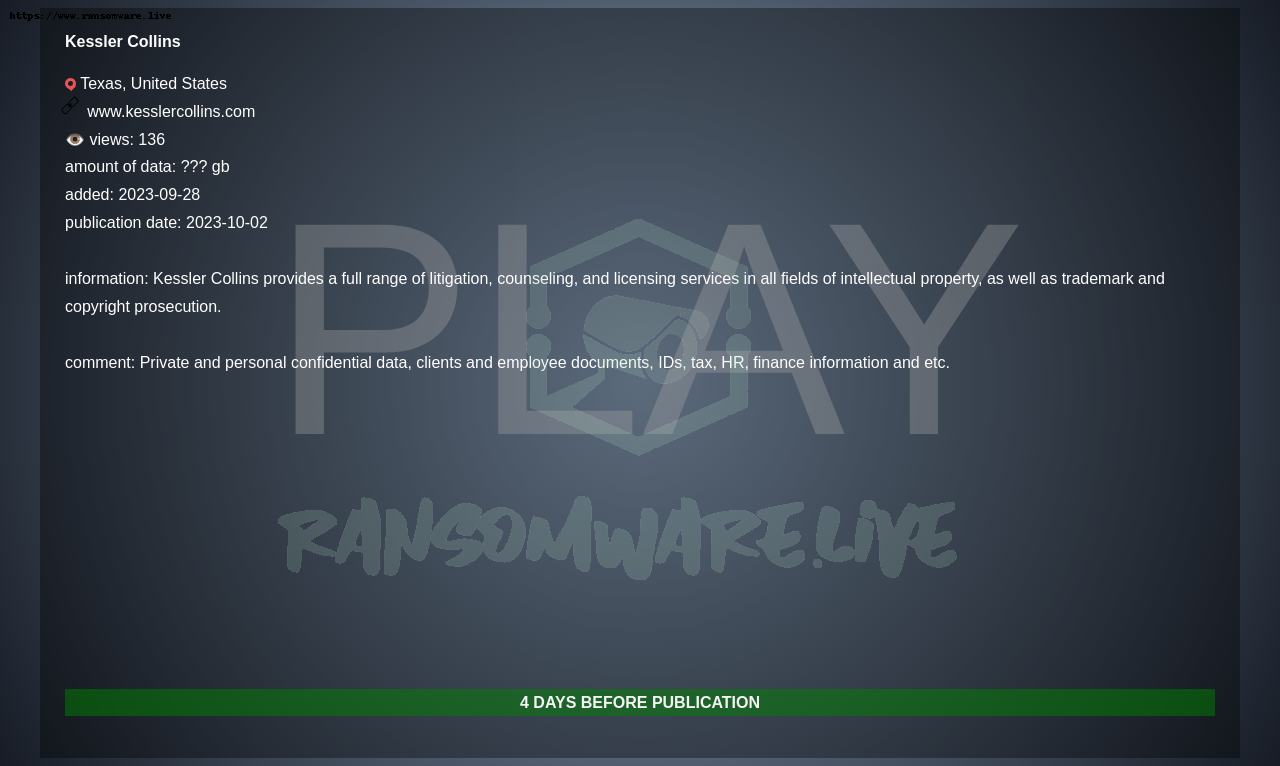 https://www.ransomware.live
Kessler Collins
Texas, United States
www.kesslercollins.com
views: 136
amount of data: ??? gb
added: 2023-09-28
publication date: 2023-10-02
information: Kessler Collins provides a full range of litigation, counseling, and licensing services in all fields of intellectual property, as well as trademark and
copyright prosecution.
comment: Private and personal confidential data, clients and employee documents, IDs, tax, HR, finance information and etc.
PLAY
RANSOMWARE.LIVE
4 DAYS BEFORE PUBLICATION